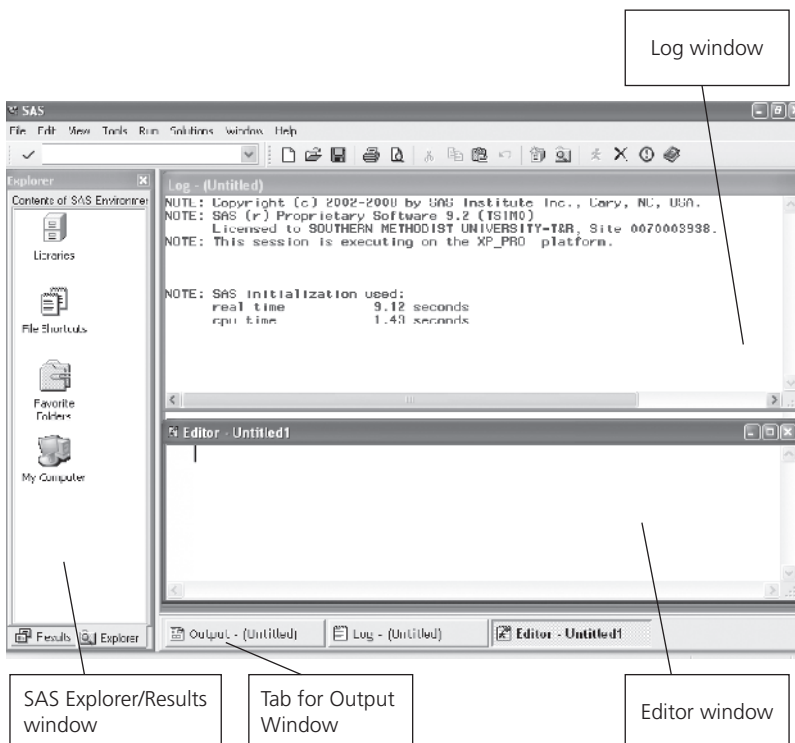 Log window
SAS
File Edit View Tools Run Solutions Window Help
Explorer
Contents of SAS Environmer
Libraries
File Shortcuts
Favorite
Folders
My Computer
Log - (Untitled)
NOTE: Copyright (c) 2002-2008 by SAS Institute Inc., Cary, NC, USA.
NOTE: SAS (r) Proprietary Software 9.2 (TS1M0)
Licensed to SOUTHERN METHODIST UNIVERSITY-T&R, Site 0070003938.
NOTE: This session is executing on the XP_PRO platform.
NOTE: SAS initialization used:
real time 9.12 seconds
cpu time 1.43 seconds
Editor - Untitled1
Results Explorer
Output - (Untitled) Log - (Untitled) Editor - Untitled1
SAS Explorer/Results
window
Tab for Output
Window
Editor window